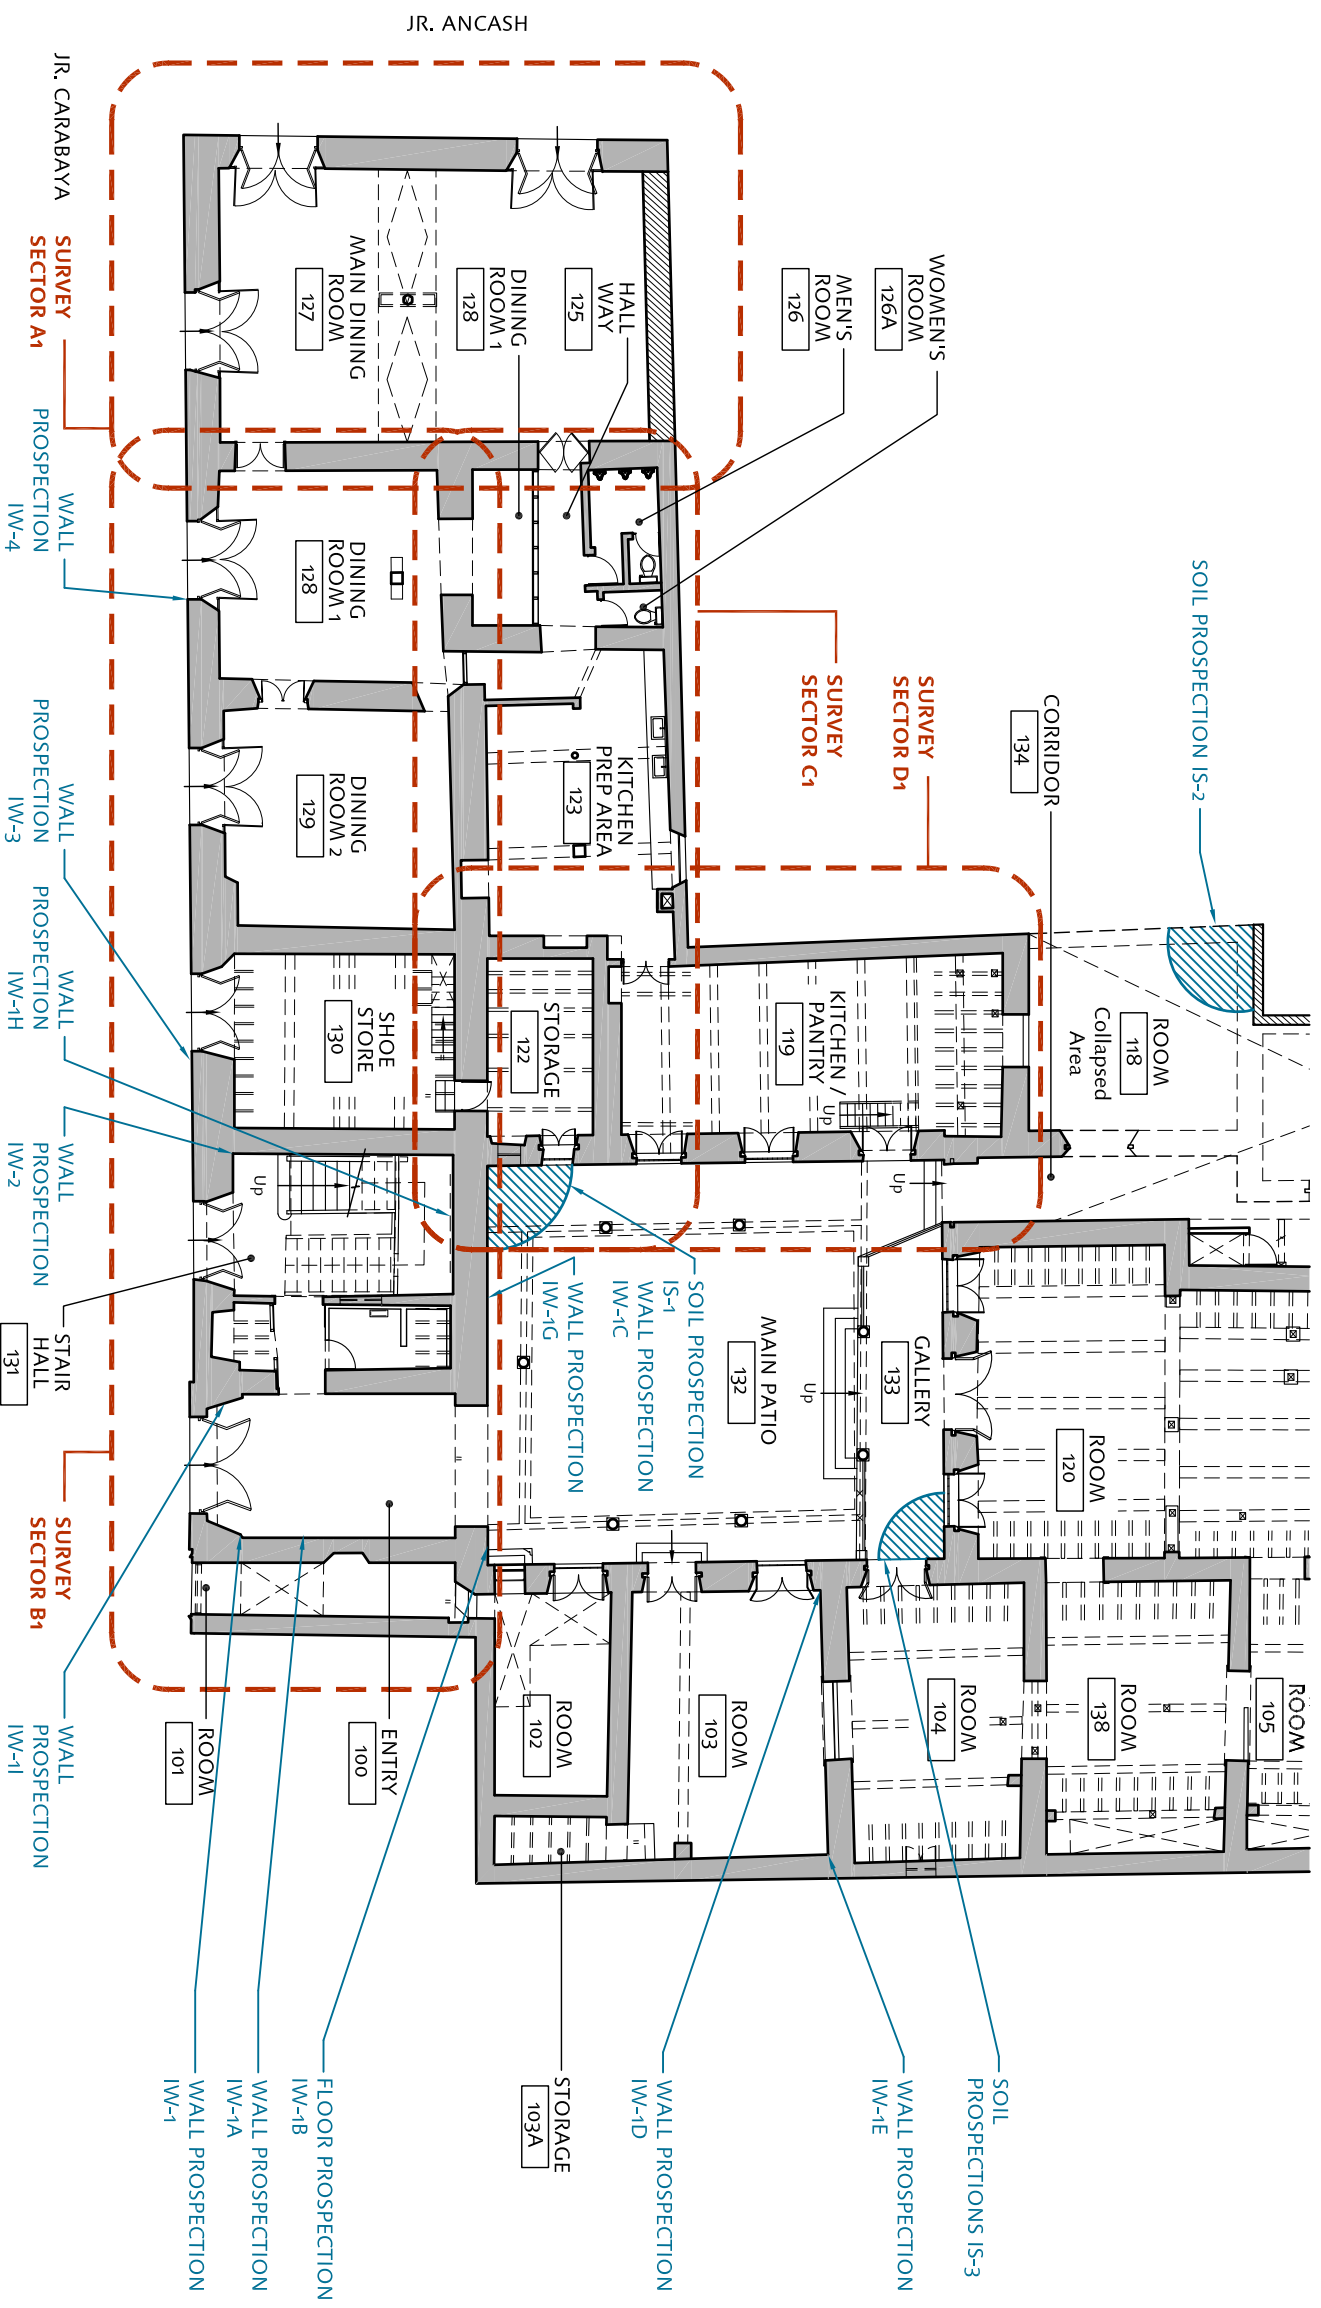 JR. ANCASH
JR. CARABAYA
SURVEY
SECTOR A1
WALL
PROSPECTION
IW-4
WALL
PROSPECTION
IW-3
WALL
PROSPECTION
IW-1H
WALL
PROSPECTION
IW-2
STAIR
HALL
131
SURVEY
SECTOR B1
WALL
PROSPECTION
IW-1I
ROOM
101
ENTRY
100
WALL PROSPECTION
IW-1
WALL PROSPECTION
IW-1A
FLOOR PROSPECTION
IW-1B
STORAGE
103A
WALL PROSPECTION
IW-1D
WALL PROSPECTION
IW-1E
SOIL
PROSPECTIONS IS-3
MAIN DINING
ROOM
127
DINING
ROOM 1
128
HALL
WAY
125
MEN'S
ROOM
126
WOMEN'S
ROOM
126A
DINING
ROOM 1
128
DINING
ROOM 2
129
KITCHEN
PREP AREA
123
SURVEY
SECTOR C1
SURVEY
SECTOR D1
CORRIDOR
134
SOIL PROSPECTION IS-2
SHOE
STORE
130
STORAGE
122
KITCHEN /
PANTRY
119
Up
ROOM
118
Collapsed
Area
Up
Up
SOIL PROSPECTION
IS-1
WALL PROSPECTION
IW-1C
WALL PROSPECTION
IW-1G
MAIN PATIO
132
Up
GALLERY
133
ROOM
120
ROOM
102
ROOM
103
ROOM
104
ROOM
138
ROOM
105